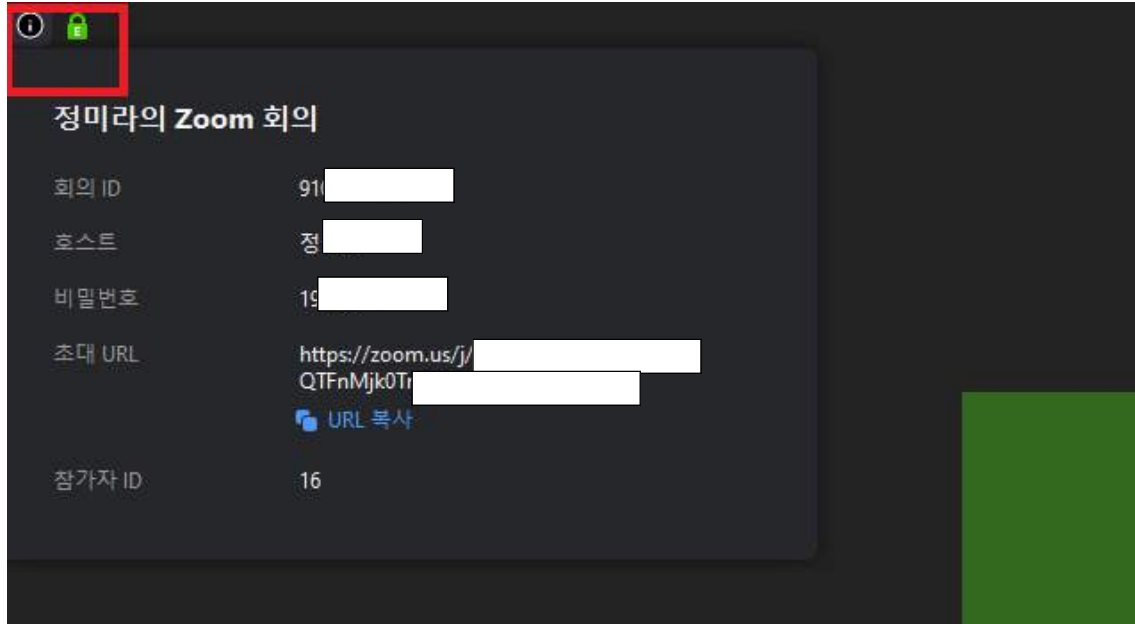 E
정미라의 Zoom 회의
회의 ID 91
호스트 정
비밀번호 19
초대 URL https://zoom.us/j/
QTFnMjk0Tr
URL 복사
참가자 ID 16